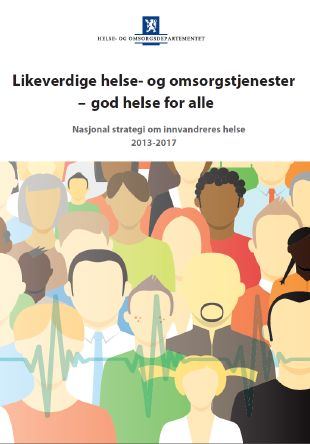 HELSE- OG OMSORGSDEPARTEMENTET
Likeverdige helse- og omsorgstjenester
– god helse for alle
Nasjonal strategi om innvandreres helse
2013-2017